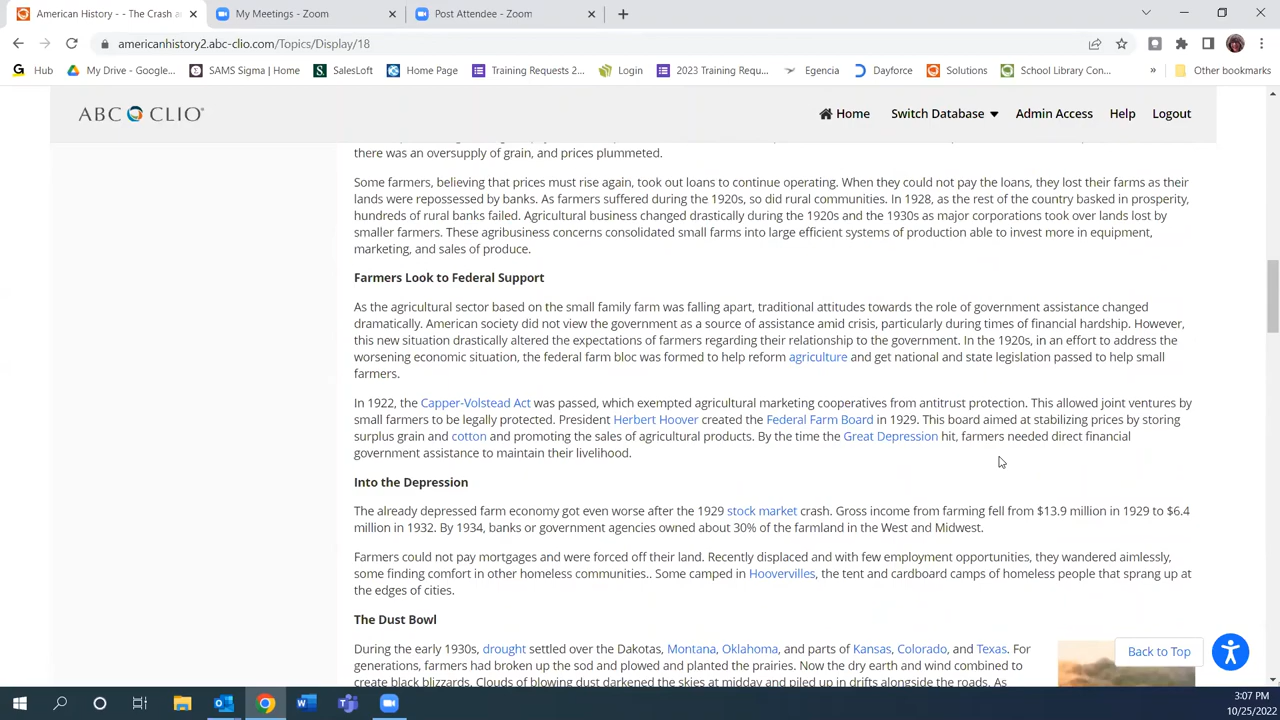 American History - - The Crash a
My Meetings - Zoom
Post Attendee - Zoom
americanhistory2.abc-clio.com/Topics/Display/18
Hub
My Drive - Google...
SAMS Sigma | Home
SalesLoft
Home Page
Training Requests 2...
Login
2023 Training Requ...
Egencia
Dayforce
Solutions
School Library Con...
»
Other bookmarks
ABC CLIO
Home
Switch Database
Admin Access
Help
Logout
there was an oversupply of grain, and prices plummeted.
Some farmers, believing that prices must rise again, took out loans to continue operating. When they could not pay the loans, they lost their farms as their
lands were repossessed by banks. As farmers suffered during the 1920s, so did rural communities. In 1928, as the rest of the country basked in prosperity,
hundreds of rural banks failed. Agricultural business changed drastically during the 1920s and the 1930s as major corporations took over lands lost by
smaller farmers. These agribusiness concerns consolidated small farms into large efficient systems of production able to invest more in equipment,
marketing, and sales of produce.
Farmers Look to Federal Support
As the agricultural sector based on the small family farm was falling apart, traditional attitudes towards the role of government assistance changed
dramatically. American society did not view the government as a source of assistance amid crisis, particularly during times of financial hardship. However,
this new situation drastically altered the expectations of farmers regarding their relationship to the government. In the 1920s, in an effort to address the
worsening economic situation, the federal farm bloc was formed to help reform agriculture and get national and state legislation passed to help small
farmers.
In 1922, the Capper-Volstead Act was passed, which exempted agricultural marketing cooperatives from antitrust protection. This allowed joint ventures by
small farmers to be legally protected. President Herbert Hoover created the Federal Farm Board in 1929. This board aimed at stabilizing prices by storing
surplus grain and cotton and promoting the sales of agricultural products. By the time the Great Depression hit, farmers needed direct financial
government assistance to maintain their livelihood.
Into the Depression
The already depressed farm economy got even worse after the 1929 stock market crash. Gross income from farming fell from $13.9 million in 1929 to $6.4
million in 1932. By 1934, banks or government agencies owned about 30% of the farmland in the West and Midwest.
Farmers could not pay mortgages and were forced off their land. Recently displaced and with few employment opportunities, they wandered aimlessly,
some finding comfort in other homeless communities.. Some camped in Hoovervilles, the tent and cardboard camps of homeless people that sprang up at
the edges of cities.
The Dust Bowl
During the early 1930s, drought settled over the Dakotas, Montana, Oklahoma, and parts of Kansas, Colorado, and Texas. For
generations, farmers had broken up the sod and plowed and planted the prairies. Now the dry earth and wind combined to
create black blizzards. Clouds of blowing dust darkened the skies at midday and piled up in drifts alongside the roads. As
Back to Top
3:07 PM
10/25/2022